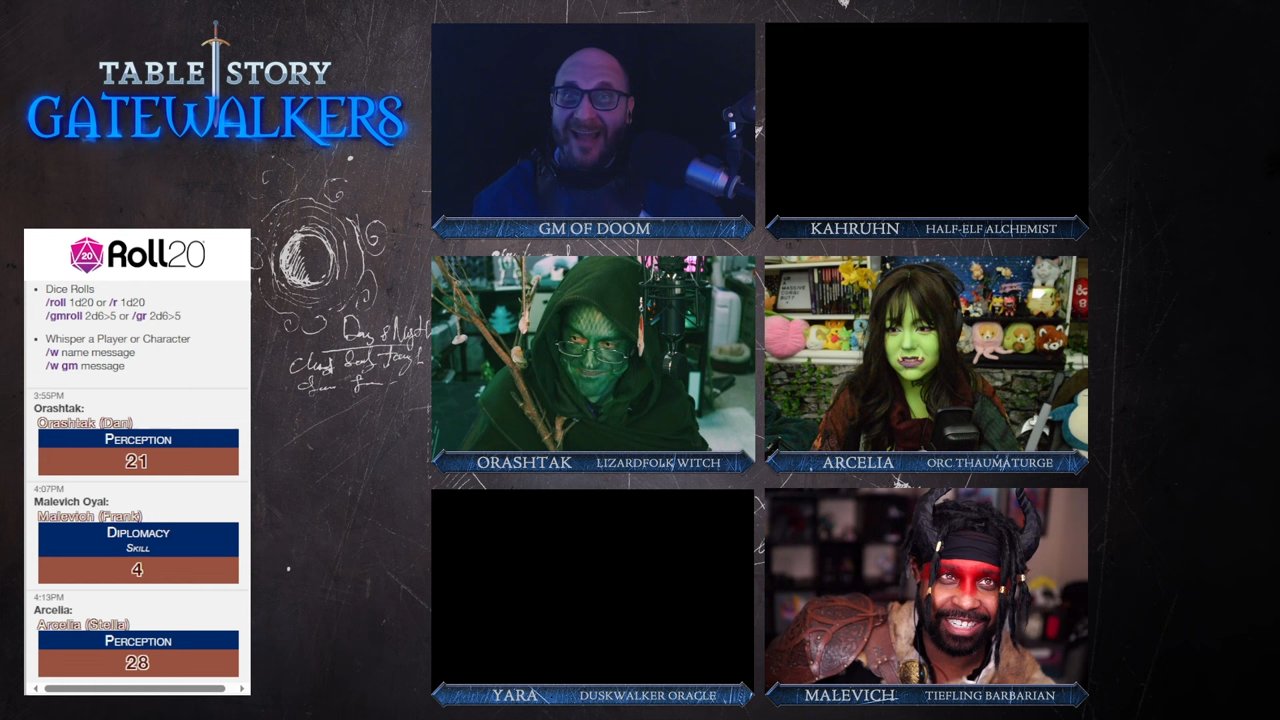 TABLE STORY
GATEWALKERS
20 Roll20
Dice Rolls
/roll 1d20 or /r 1d20
/gmroll 2d6>5 or /gr 2d6>5
Whisper a Player or Character
/w name message
/w gm message
3:55PM
Orashtak:
Orashtak (Dan)
PERCEPTION
21
4:07PM
Malevich Oyal:
Malevich (Frank)
DIPLOMACY
SKILL
4
4:13PM
Arcelia:
Arcelia (Stella)
PERCEPTION
28
GM OF DOOM
KAHRUHN HALF-ELF ALCHEMIST
ORASHTAK LIZARDFOLK WITCH
ARCELIA ORC THAUMATURGE
YARA DUSKWALKER ORACLE
MALEVICH TIEFLING BARBARIAN